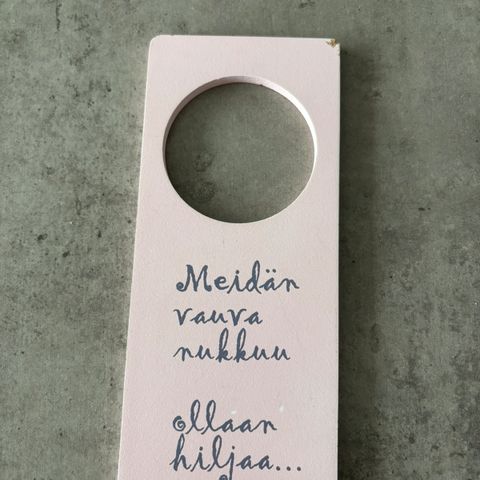 Meidän
vauva
nukkuu
ollaan
hiljaa...